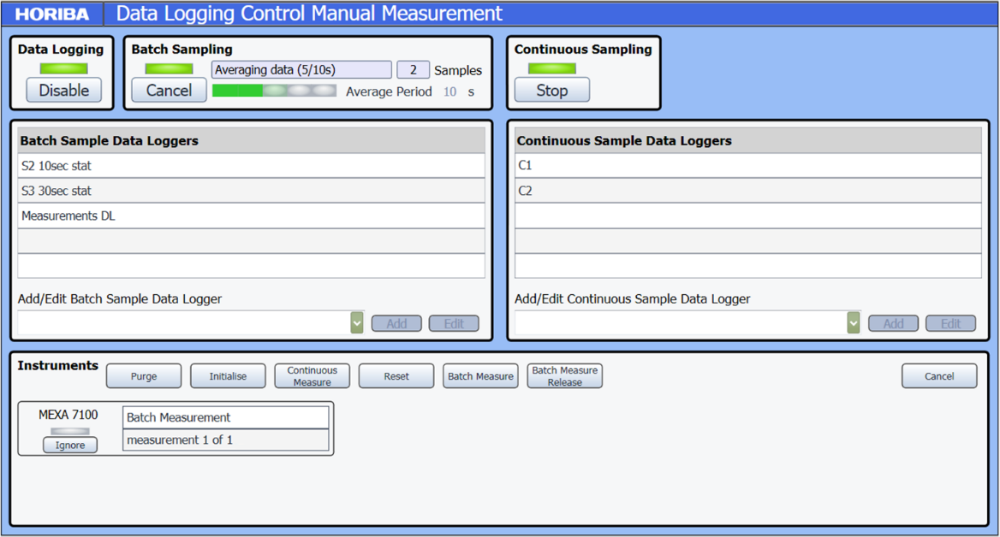 HORIBA Data Logging Control Manual Measurement
Data Logging
Disable
Batch Sampling
Averaging data (5/10s) 2 Samples
Cancel Average Period 10 s
Continuous Sampling
Stop
Batch Sample Data Loggers
S2 10sec stat
S3 30sec stat
Measurements DL
Add/Edit Batch Sample Data Logger
Add Edit
Continuous Sample Data Loggers
C1
C2
Add/Edit Continuous Sample Data Logger
Add Edit
Instruments
Purge
Initialise
Continuous
Measure
Reset
Batch Measure
Batch Measure
Release
Cancel
MEXA 7100
Ignore
Batch Measurement
measurement 1 of 1